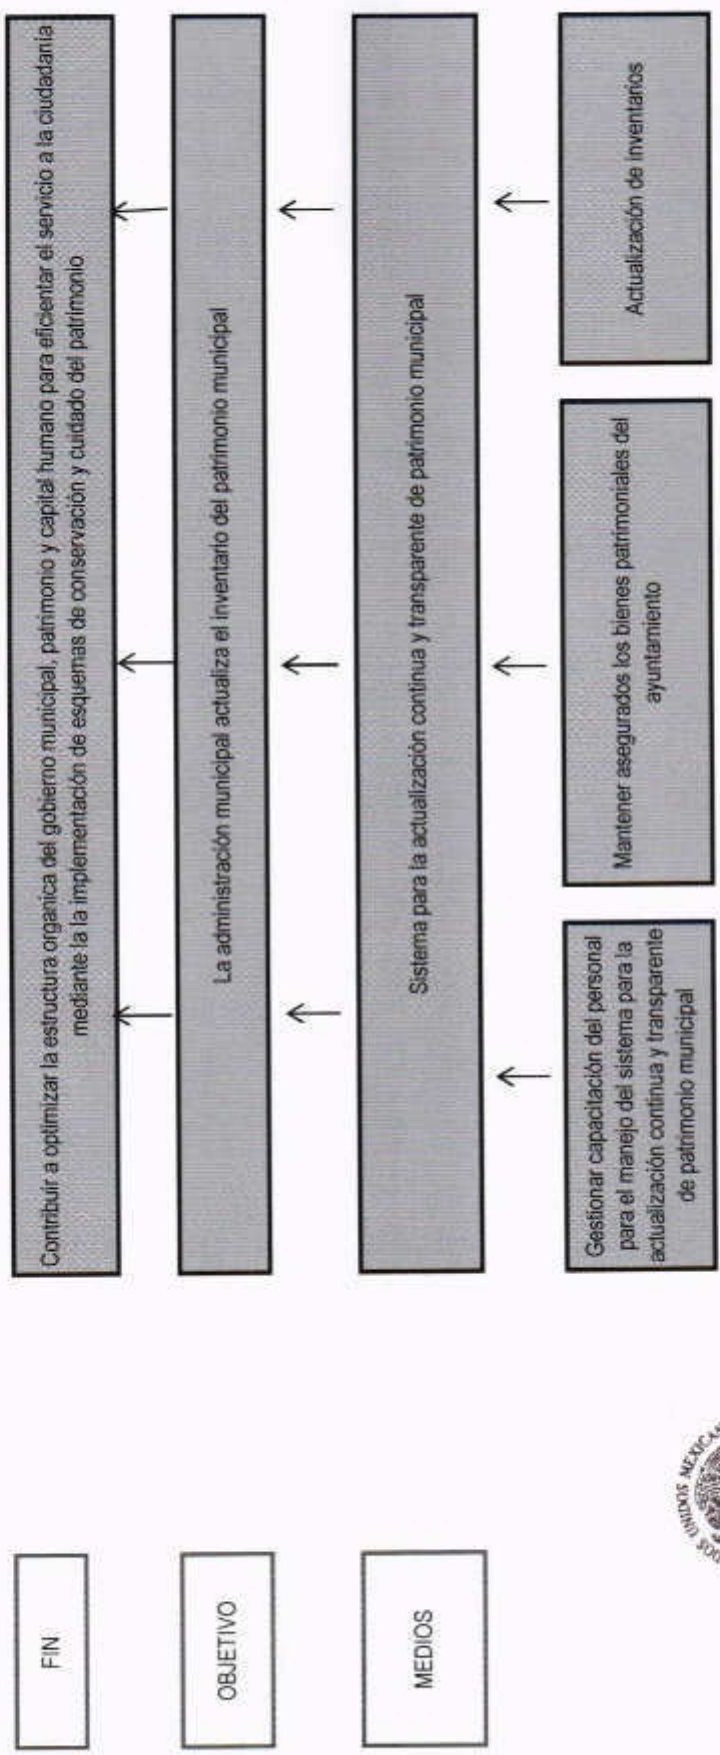 FIN
Contribuir a optimizar la estructura organica del gobierno municipal, patrimonio y capital humano para eficientar el servicio a la ciudadanía
mediante la la implementación de esquemas de conservación y cuidado del patrimonio
OBJETIVO
La administración municipal actualiza el inventario del patrimonio municipal
MEDIOS
Sistema para la actualización continua y transparente de patrimonio municipal
Gestionar capacitación del personal
para el manejo del sistema para la
actualización continua y transparente
de patrimonio municipal
Mantener asegurados los bienes patrimoniales del
ayuntamiento
Actualización de inventarios
UNIDOS